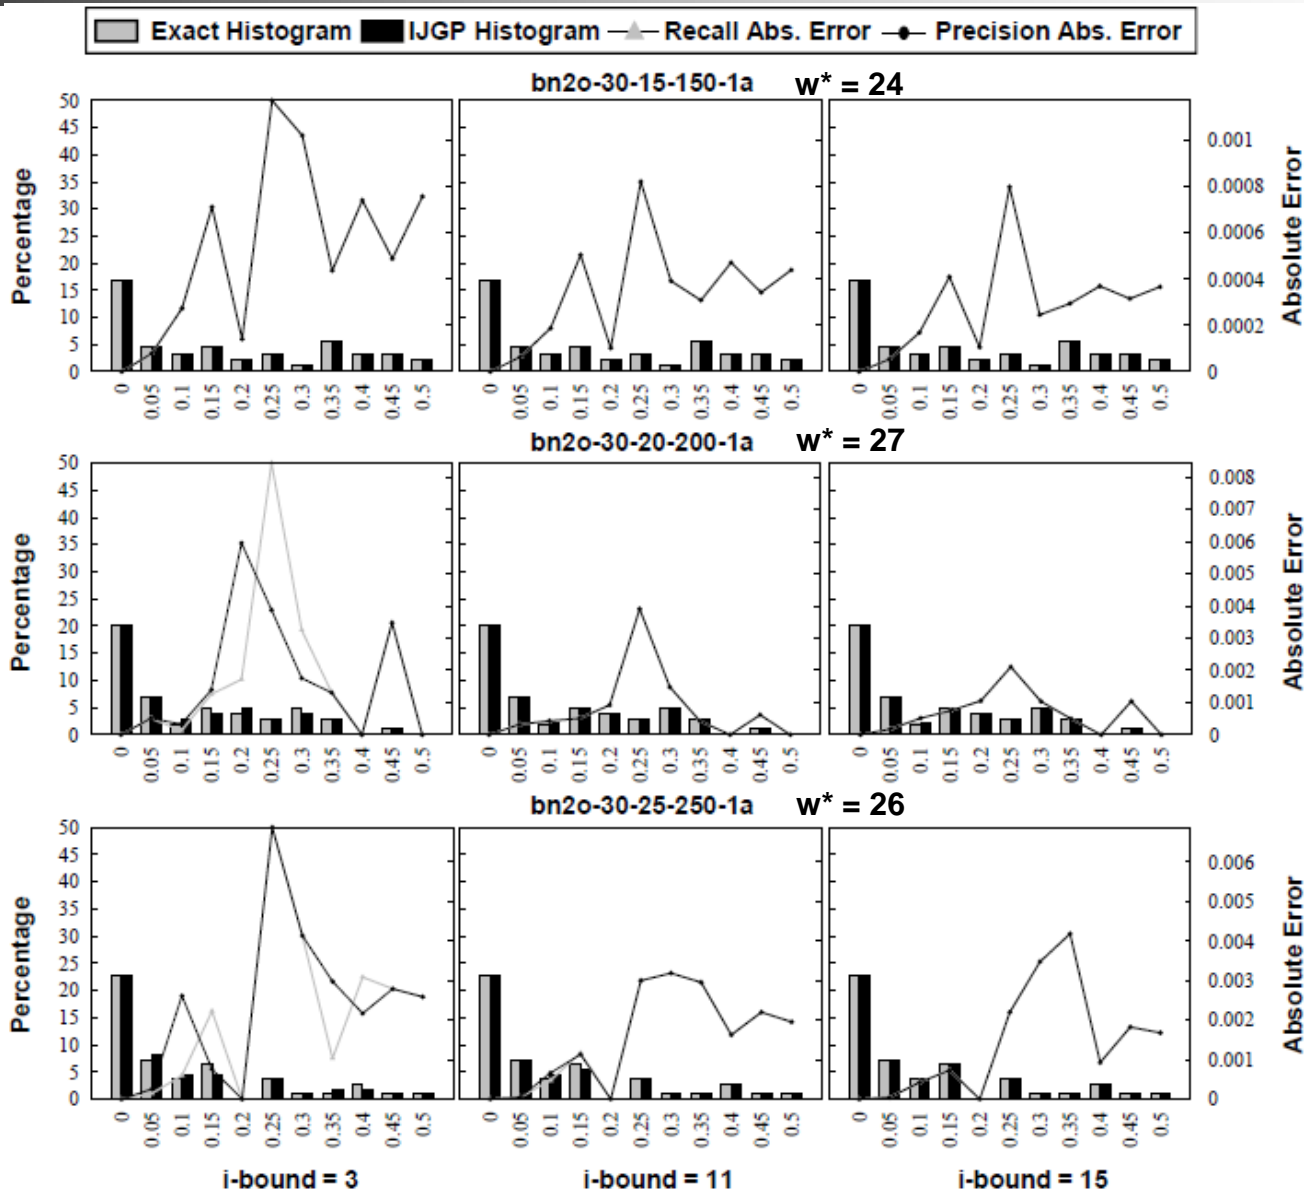 Exact Histogram IJGP Histogram Recall Abs. Error Precision Abs. Error
bn2o-30-15-150-1a w* = 24
Percentage
50
45
40
35
30
25
20
15
10
5
0
0.001
0.0008
0.0006
0.0004
0.0002
0
Absolute Error
0 0.05 0.1 0.15 0.2 0.25 0.3 0.35 0.4 0.45 0.5
0 0.05 0.1 0.15 0.2 0.25 0.3 0.35 0.4 0.45 0.5
0 0.05 0.1 0.15 0.2 0.25 0.3 0.35 0.4 0.45 0.5
bn2o-30-20-200-1a w* = 27
Percentage
50
45
40
35
30
25
20
15
10
5
0
0.008
0.007
0.006
0.005
0.004
0.003
0.002
0.001
0
Absolute Error
0 0.05 0.1 0.15 0.2 0.25 0.3 0.35 0.4 0.45 0.5
0 0.05 0.1 0.15 0.2 0.25 0.3 0.35 0.4 0.45 0.5
0 0.05 0.1 0.15 0.2 0.25 0.3 0.35 0.4 0.45 0.5
bn2o-30-25-250-1a w* = 26
Percentage
50
45
40
35
30
25
20
15
10
5
0
0.006
0.005
0.004
0.003
0.002
0.001
0
Absolute Error
0 0.05 0.1 0.15 0.2 0.25 0.3 0.35 0.4 0.45 0.5
0 0.05 0.1 0.15 0.2 0.25 0.3 0.35 0.4 0.45 0.5
0 0.05 0.1 0.15 0.2 0.25 0.3 0.35 0.4 0.45 0.5
i-bound = 3 i-bound = 11 i-bound = 15